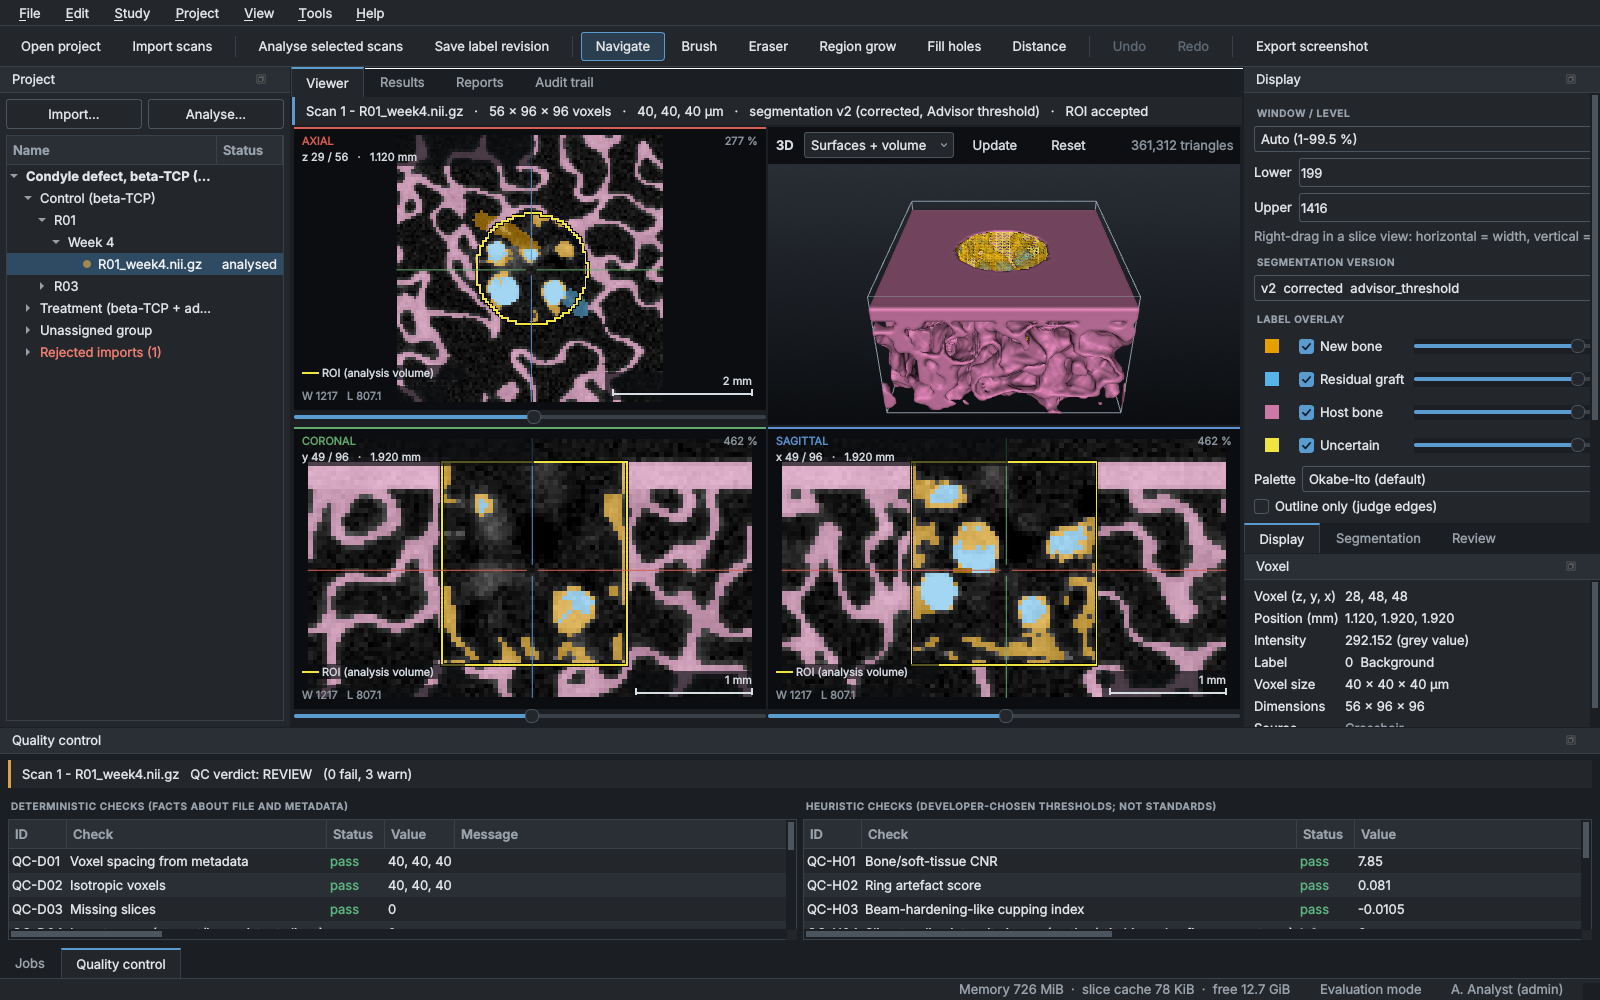 File Edit Study Project View Tools Help
Open project Import scans Analyse selected scans Save label revision Navigate Brush Eraser Region grow Fill holes Distance Undo Redo Export screenshot
Project
Import... Analyse...
Name Status
Condyle defect, beta-TCP (...
Control (beta-TCP)
R01
Week 4
R01_week4.nii.gz analysed
R03
Treatment (beta-TCP + ad...
Unassigned group
Rejected imports (1)
Viewer Results Reports Audit trail
Scan 1 - R01_week4.nii.gz · 56 × 96 × 96 voxels · 40, 40, 40 µm · segmentation v2 (corrected, Advisor threshold) · ROI accepted
AXIAL 277 %
z 29 / 56 · 1.120 mm
ROI (analysis volume)
2 mm
W 1217 L 807.1
3D Surfaces + volume Update Reset 361,312 triangles
CORONAL 462 %
y 49 / 96 · 1.920 mm
ROI (analysis volume)
1 mm
W 1217 L 807.1
SAGITTAL 462 %
x 49 / 96 · 1.920 mm
ROI (analysis volume)
1 mm
W 1217 L 807.1
Display
WINDOW / LEVEL
Auto (1-99.5 %)
Lower 199
Upper 1416
Right-drag in a slice view: horizontal = width, vertical =
SEGMENTATION VERSION
v2 corrected advisor_threshold
LABEL OVERLAY
New bone
Residual graft
Host bone
Uncertain
Palette Okabe-Ito (default)
Outline only (judge edges)
Display Segmentation Review
Voxel
Voxel (z, y, x) 28, 48, 48
Position (mm) 1.120, 1.920, 1.920
Intensity 292.152 (grey value)
Label 0 Background
Voxel size 40 × 40 × 40 µm
Dimensions 56 × 96 × 96
Quality control
Scan 1 - R01_week4.nii.gz QC verdict: REVIEW (0 fail, 3 warn)
DETERMINISTIC CHECKS (FACTS ABOUT FILE AND METADATA)
ID Check Status Value Message
QC-D01 Voxel spacing from metadata pass 40, 40, 40
QC-D02 Isotropic voxels pass 40, 40, 40
QC-D03 Missing slices pass 0
HEURISTIC CHECKS (DEVELOPER-CHOSEN THRESHOLDS; NOT STANDARDS)
ID Check Status Value
QC-H01 Bone/soft-tissue CNR pass 7.85
QC-H02 Ring artefact score pass 0.081
QC-H03 Beam-hardening-like cupping index pass -0.0105
Jobs Quality control
Memory 726 MiB · slice cache 78 KiB · free 12.7 GiB Evaluation mode A. Analyst (admin)